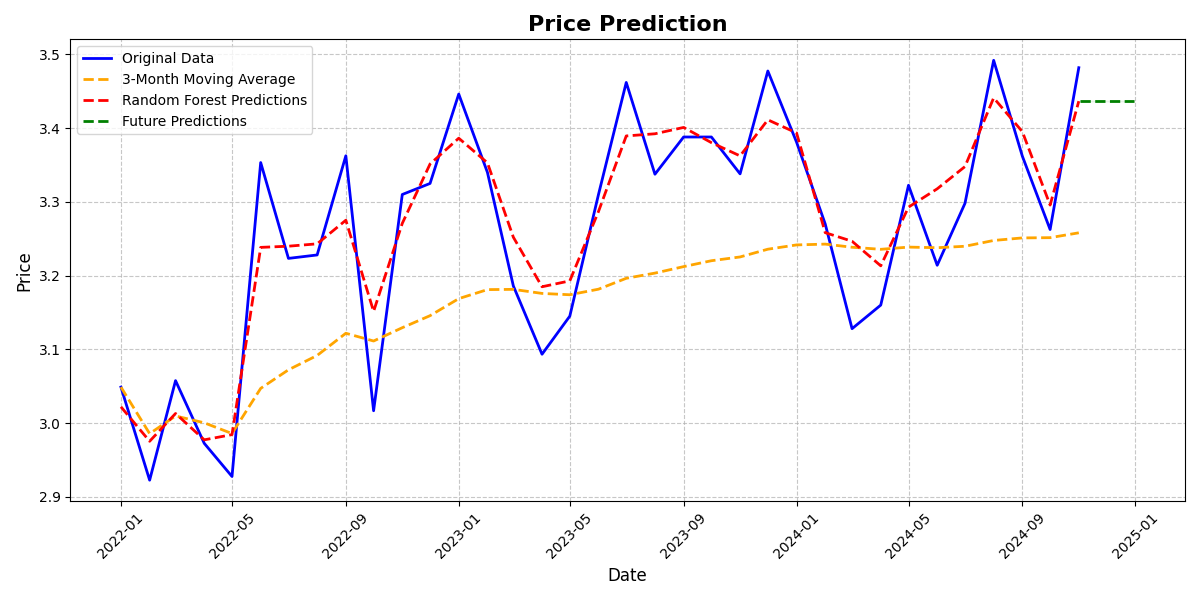 Price Prediction
Original Data
3-Month Moving Average
Random Forest Predictions
Future Predictions
Price
3.5
3.4
3.3
3.2
3.1
3.0
2.9
2022-01
2022-05
2022-09
2023-01
2023-05
2023-09
2024-01
2024-05
2024-09
2025-01
Date